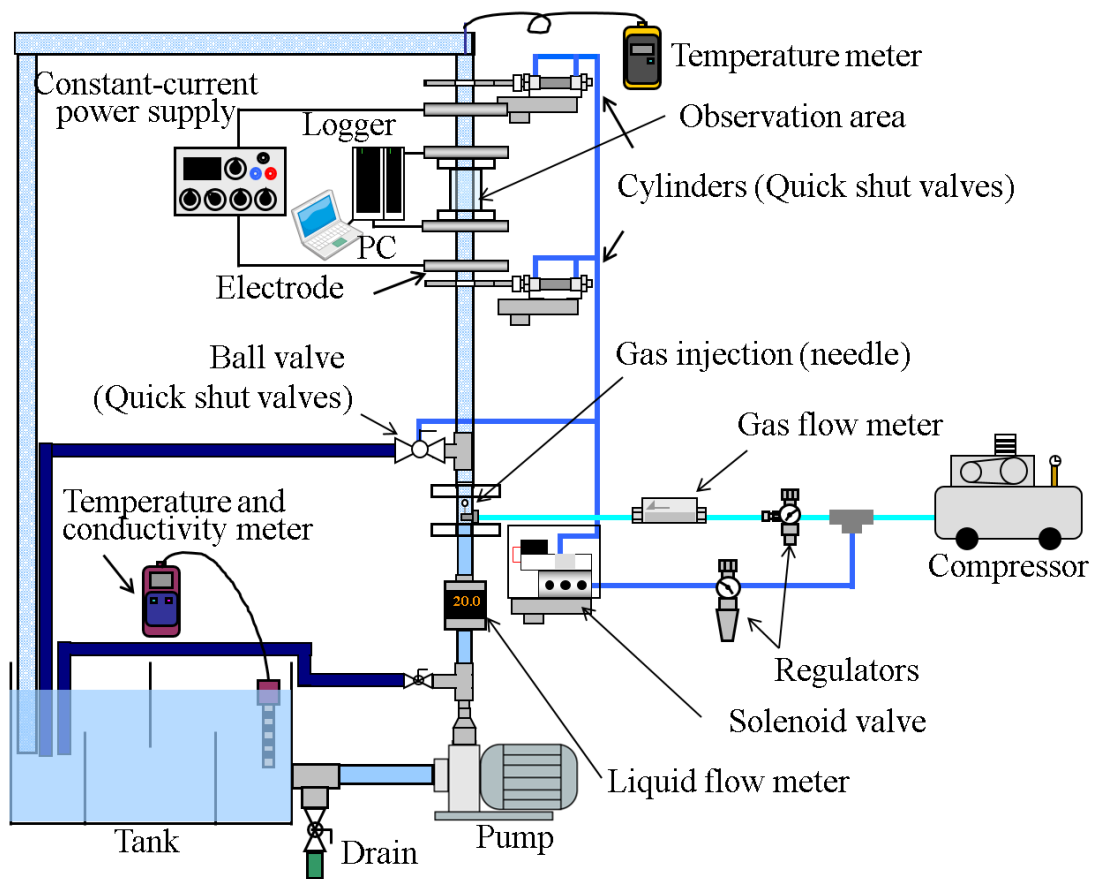 Temperature meter
Constant-current
power supply
Logger
Observation area
Cylinders (Quick shut valves)
PC
Electrode
Ball valve
(Quick shut valves)
Gas injection (needle)
Gas flow meter
Temperature and
conductivity meter
Compressor
20.0
Regulators
Solenoid valve
Liquid flow meter
Tank
Drain
Pump